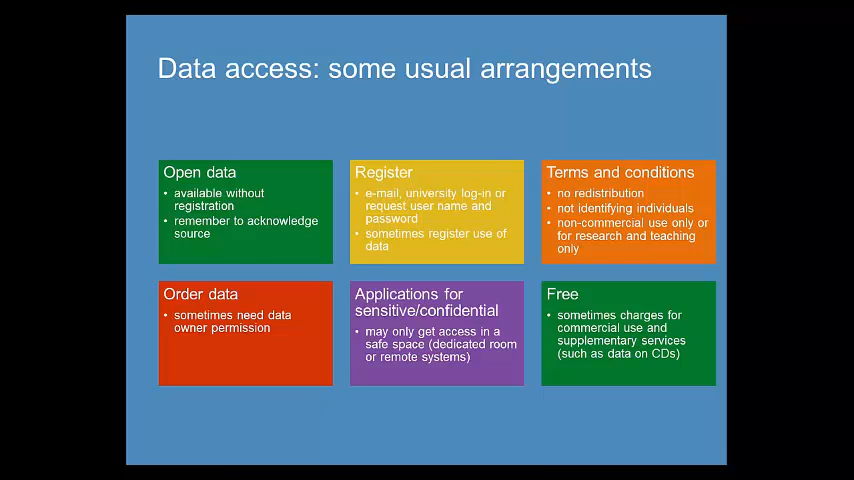 Data access: some usual arrangements
Open data
• available without
registration
• remember to acknowledge
source
Register
• e-mail, university log-in or
request user name and
password
• sometimes register use of
data
Terms and conditions
• no redistribution
• not identifying individuals
• non-commercial use only or
for research and teaching
only
Order data
• sometimes need data
owner permission
Applications for
sensitive/confidential
• may only get access in a
safe space (dedicated room
or remote systems)
Free
• sometimes charges for
commercial use and
supplementary services
(such as data on CDs)